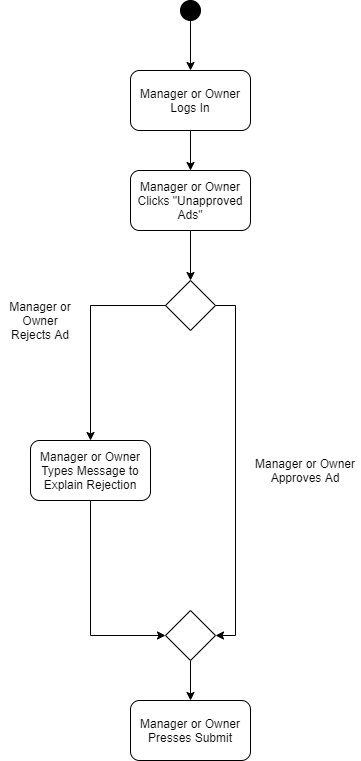 Manager or Owner
Logs In
Manager or Owner
Clicks "Unapproved
Ads"
Manager or
Owner
Rejects Ad
Manager or Owner
Types Message to
Explain Rejection
Manager or Owner
Approves Ad
Manager or Owner
Presses Submit